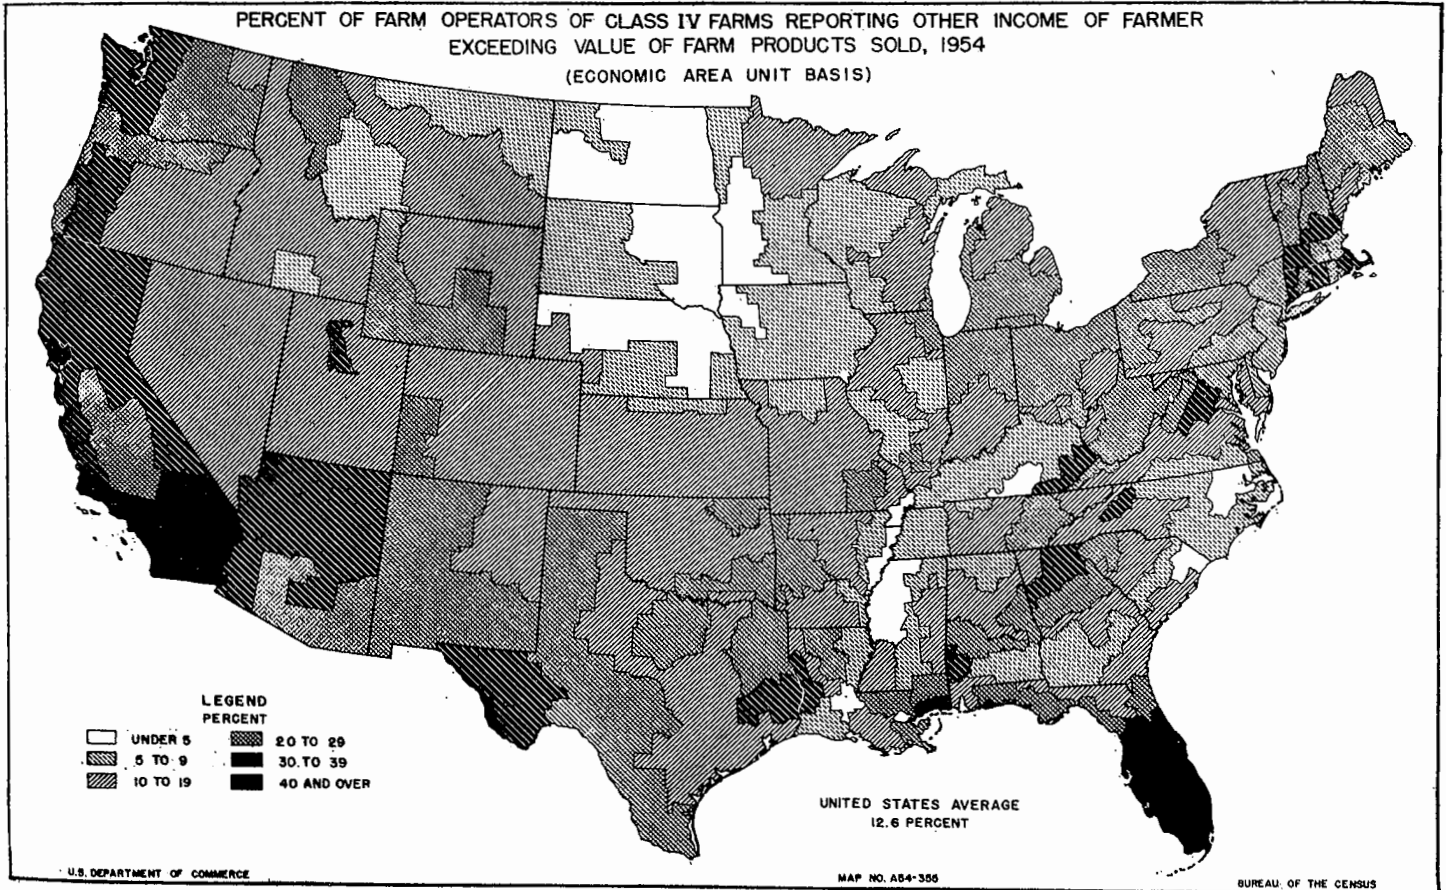 PERCENT OF FARM OPERATORS OF CLASS IV FARMS REPORTING OTHER INCOME OF FARMER
EXCEEDING VALUE OF FARM PRODUCTS SOLD, 1954
(ECONOMIC AREA UNIT BASIS)
LEGEND
PERCENT
UNDER 5
5 TO 9
10 TO 19
20 TO 29
30 TO 39
40 AND OVER
UNITED STATES AVERAGE
12.6 PERCENT
U.S. DEPARTMENT OF COMMERCE
MAP NO. A54-355
BUREAU OF THE CENSUS